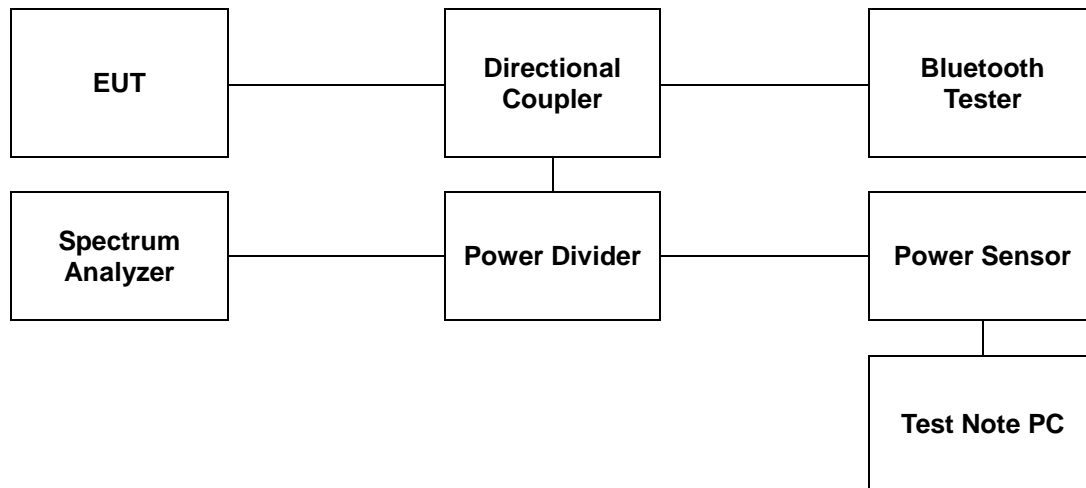 EUT
Directional
Coupler
Bluetooth
Tester
Spectrum
Analyzer
Power Divider
Power Sensor
Test Note PC